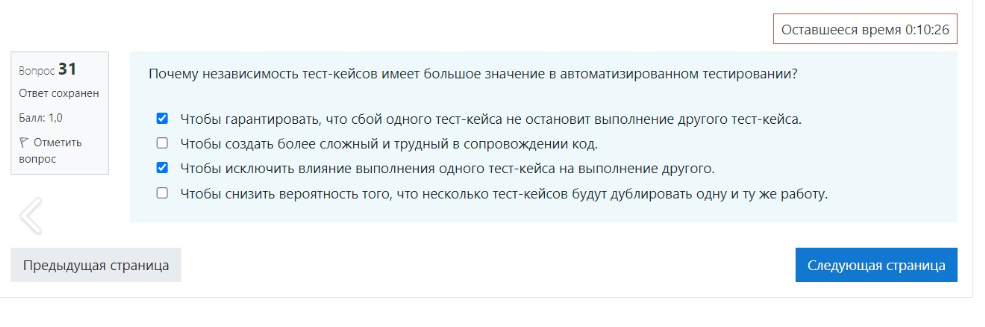 Оставшееся время 0:10:26
Вопрос 31
Ответ сохранен
Балл: 1,0
Отметить
вопрос
Почему независимость тест-кейсов имеет большое значение в автоматизированном тестировании?
Чтобы гарантировать, что сбой одного тест-кейса не остановит выполнение другого тест-кейса.
Чтобы создать более сложный и трудный в сопровождении код.
Чтобы исключить влияние выполнения одного тест-кейса на выполнение другого.
Чтобы снизить вероятность того, что несколько тест-кейсов будут дублировать одну и ту же работу.
Предыдущая страница
Следующая страница